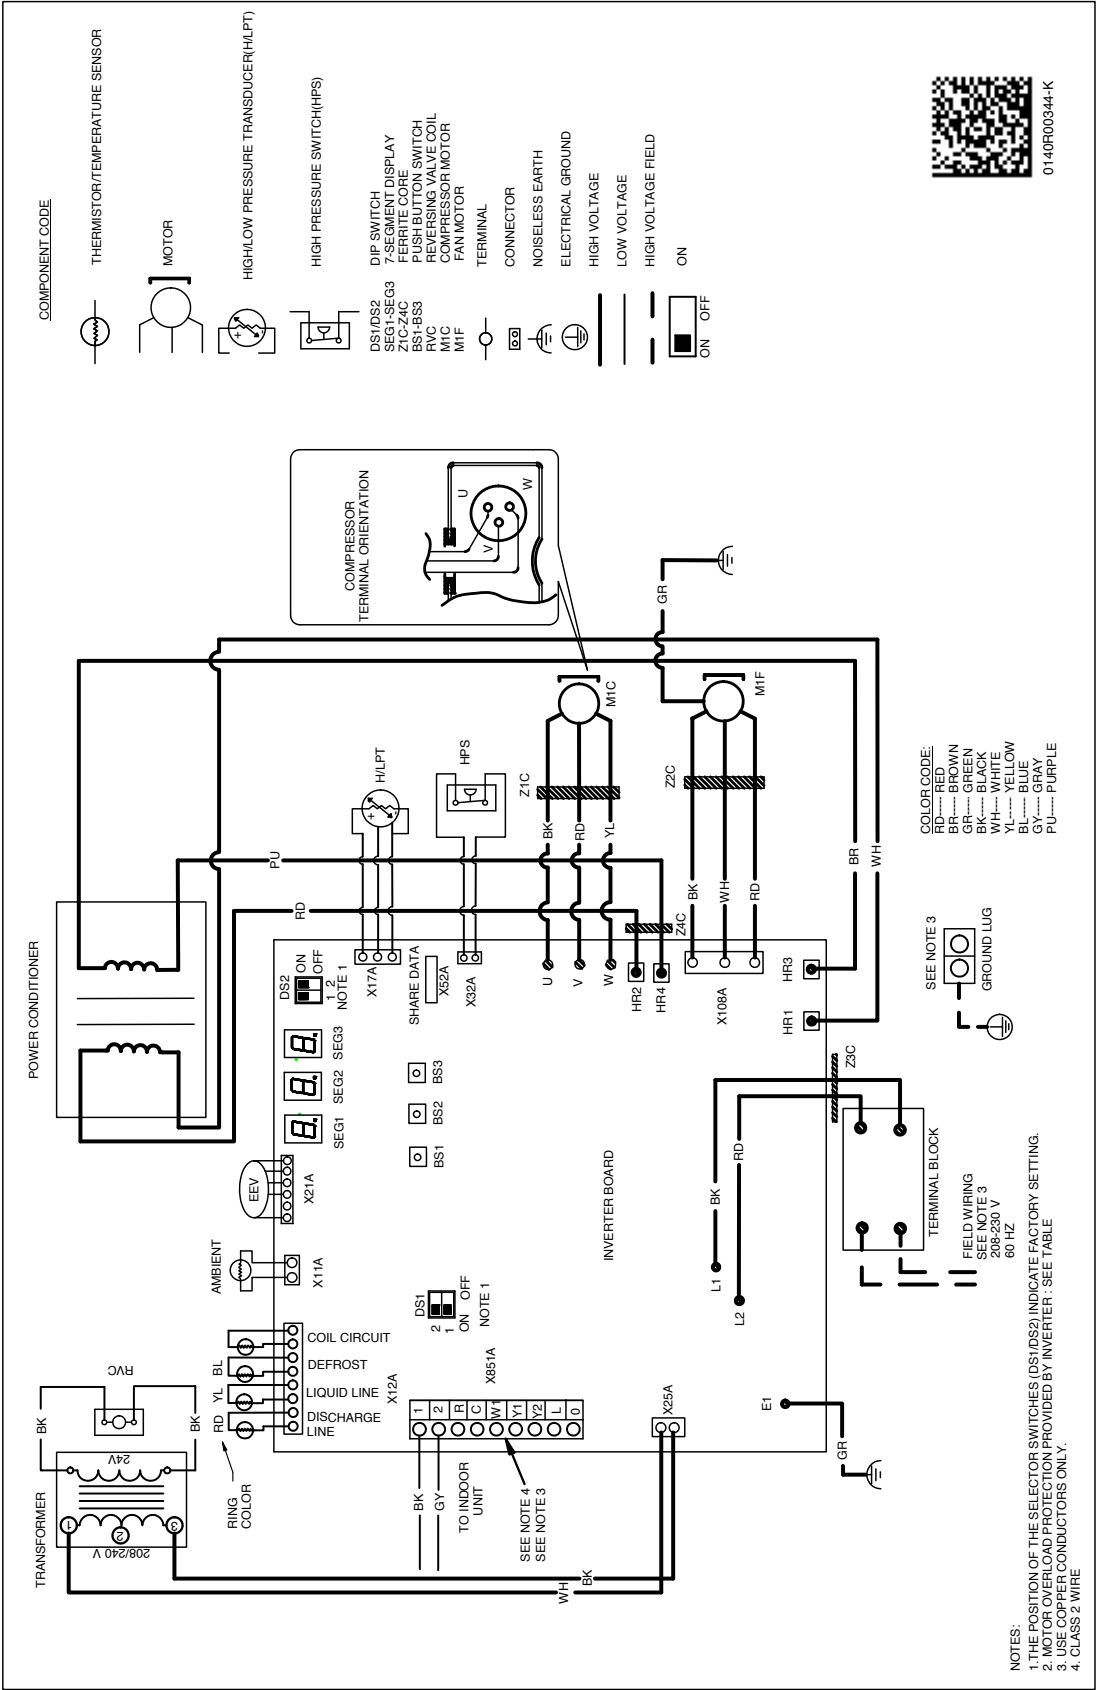 COMPONENT CODE
THERMISTOR/TEMPERATURE SENSOR
MOTOR
HIGH/LOW PRESSURE TRANSDUCER(H/LPT)
HIGH PRESSURE SWITCH(HPS)
DS1/DS2 DIP SWITCH
SEG1-SEG3 7-SEGMENT DISPLAY
Z1C-Z4C FERRITE CORE
BS1-BS3 PUSH BUTTON SWITCH
RVC REVERSING VALVE COIL
M1C COMPRESSOR MOTOR
M1F FAN MOTOR
TERMINAL
CONNECTOR
NOISELESS EARTH
ELECTRICAL GROUND
HIGH VOLTAGE
LOW VOLTAGE
HIGH VOLTAGE FIELD
ON
ON OFF
0140R00344-K
COMPRESSOR
TERMINAL ORIENTATION
U
V
W
POWER CONDITIONER
PU
RD
H/LPT
HPS
Z1C
BK
RD
YL
M1C
Z2C
BK
WH
RD
M1F
GR
Z4C
BR
WH
TRANSFORMER
208/240 V
24V
1
2
3
BK
BK
RVC
RING
COLOR
RD
YL
BL
AMBIENT
EEV
X21A
X11A
X12A
COIL CIRCUIT
DEFROST
LIQUID LINE
DISCHARGE
LINE
SEG1
SEG2
SEG3
DS2
ON
OFF
1 2
NOTE 1
X17A
SHARE DATA
X52A
X32A
BS1
BS2
BS3
DS1
2
1
ON OFF
NOTE 1
X851A
1
2
R
C
W1
Y1
Y2
L
0
BK
GY
TO INDOOR
UNIT
SEE NOTE 4
SEE NOTE 3
WH
BK
X25A
INVERTER BOARD
U
V
W
HR2
HR4
X108A
HR3
HR1
BK
RD
L1
L2
E1
GR
Z3C
TERMINAL BLOCK
FIELD WIRING
SEE NOTE 3
208-230 V
60 HZ
SEE NOTE 3
GROUND LUG
COLOR CODE:
RD---- RED
BR---- BROWN
GR---- GREEN
BK---- BLACK
WH---- WHITE
YL----- YELLOW
BL----- BLUE
GY---- GRAY
PU----- PURPLE
NOTES:
1.THE POSITION OF THE SELECTOR SWITCHES (DS1/DS2) INDICATE FACTORY SETTING.
2. MOTOR OVERLOAD PROTECTION PROVIDED BY INVERTER : SEE TABLE
3. USE COPPER CONDUCTORS ONLY.
4. CLASS 2 WIRE